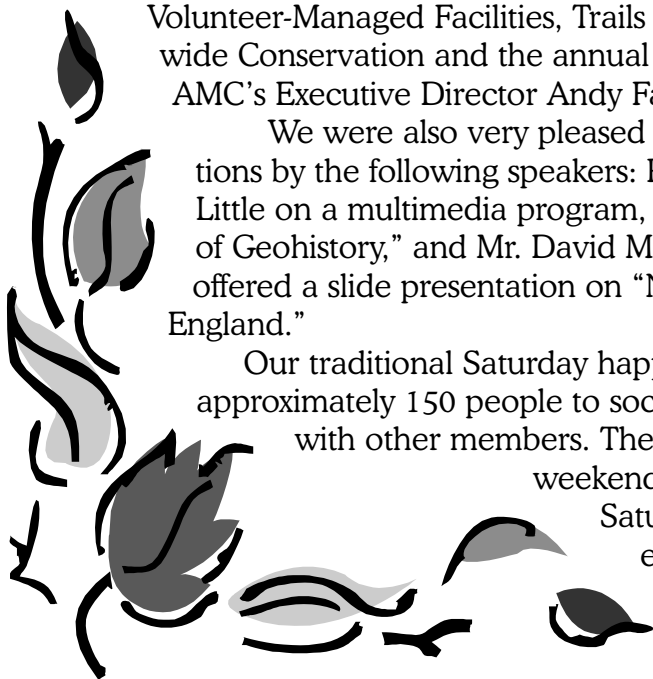 Volunteer-Managed Facilities, Trails
wide Conservation and the annual
AMC’s Executive Director Andy Fa
We were also very pleased
tions by the following speakers:
Little on a multimedia program,
of Geohistory,” and Mr. David M
offered a slide presentation on “N
England.”
Our traditional Saturday happ
approximately 150 people to soc
with other members. The
weekend
Satu
e